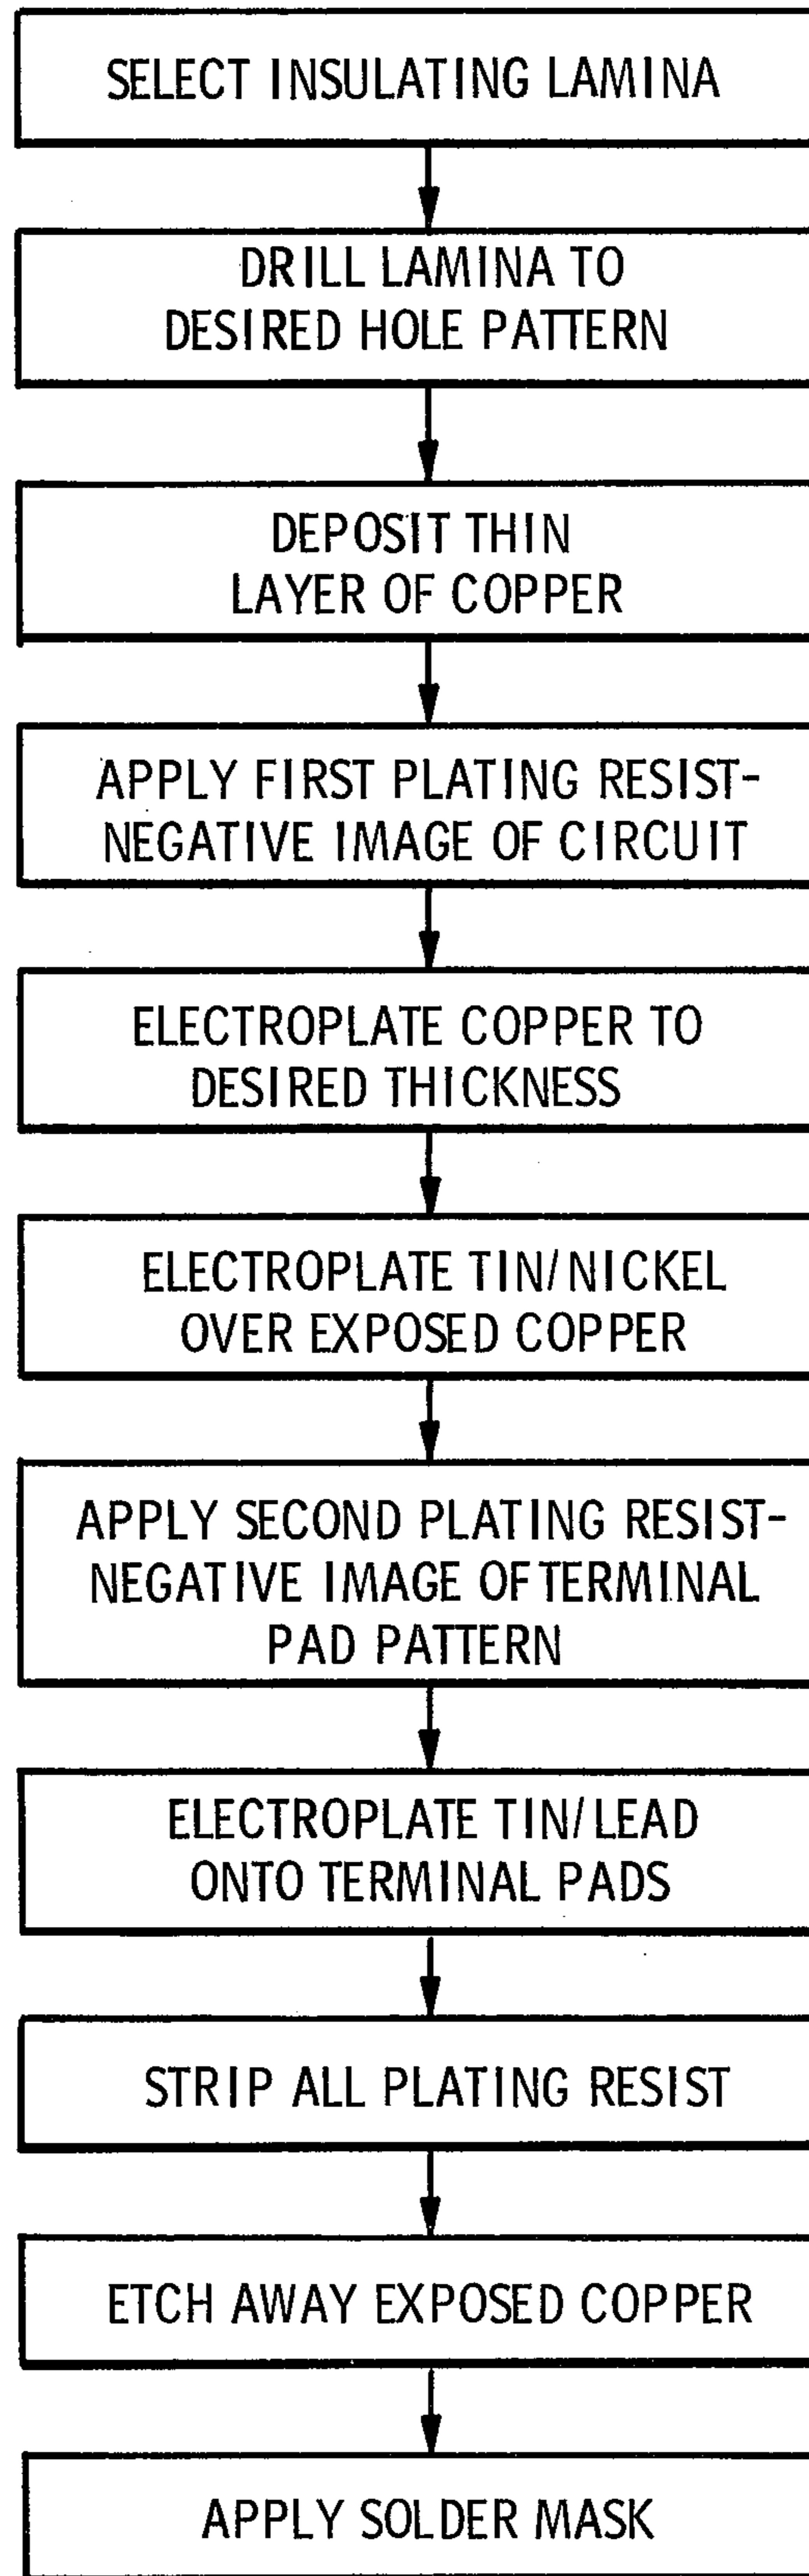 SELECT INSULATING LAMINA
DRILL LAMINA TO
DESIRED HOLE PATTERN
DEPOSIT THIN
LAYER OF COPPER
APPLY FIRST PLATING RESIST-
NEGATIVE IMAGE OF CIRCUIT
ELECTROPLATE COPPER TO
DESIRED THICKNESS
ELECTROPLATE TIN/NICKEL
OVER EXPOSED COPPER
APPLY SECOND PLATING RESIST-
NEGATIVE IMAGE OF TERMINAL
PAD PATTERN
ELECTROPLATE TIN/LEAD
ONTO TERMINAL PADS
STRIP ALL PLATING RESIST
ETCH AWAY EXPOSED COPPER
APPLY SOLDER MASK